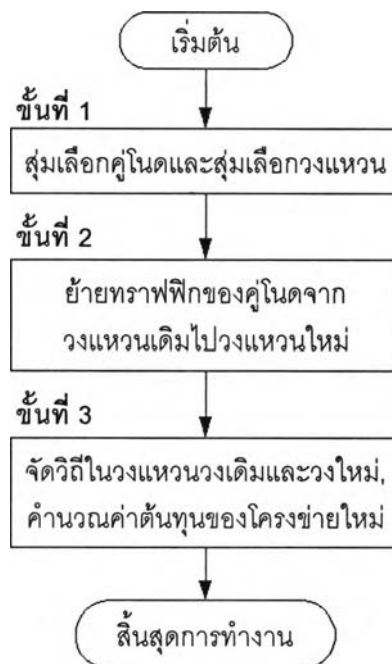 เริ่มต้น
ขั้นที่ 1
สุ่มเลือกคู่โนดและสุ่มเลือกวงแหวน
ขั้นที่ 2
ย้ายทราฟฟิกของคู่โนดจาก
วงแหวนเดิมไปวงแหวนใหม่
ขั้นที่ 3
จัดวิถีในวงแหวนวงเดิมและวงใหม่,
คำนวณค่าต้นทุนของโครงข่ายใหม่
สิ้นสุดการทำงาน